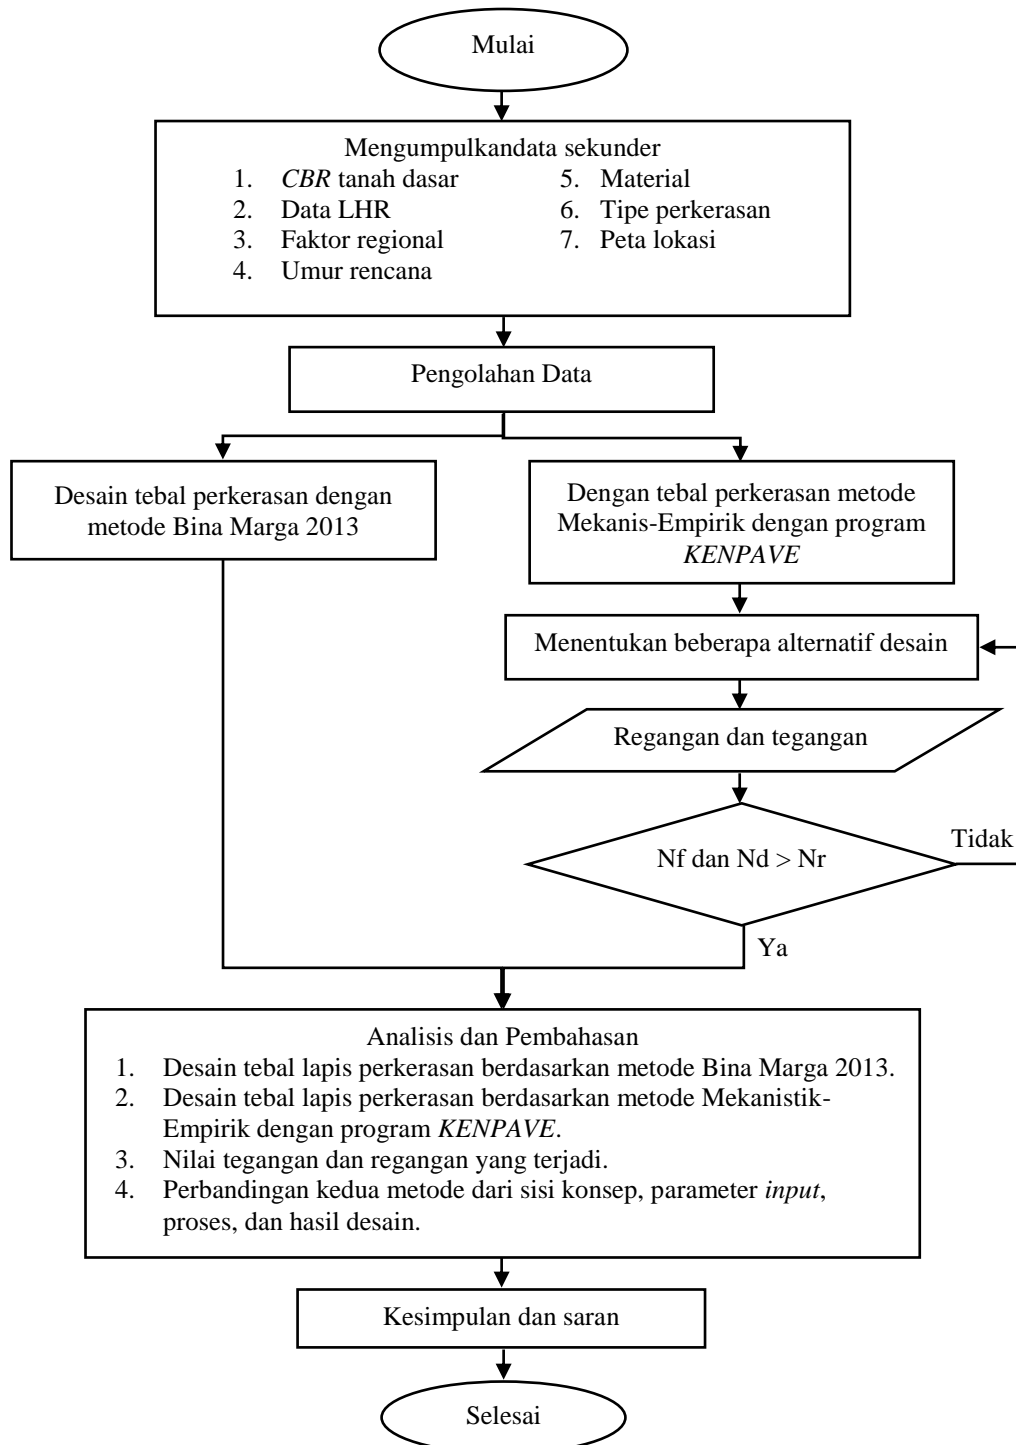 Mulai
Mengumpulkandata sekunder
1. CBR tanah dasar
2. Data LHR
3. Faktor regional
4. Umur rencana
5. Material
6. Tipe perkerasan
7. Peta lokasi
Pengolahan Data
Desain tebal perkerasan dengan
metode Bina Marga 2013
Dengan tebal perkerasan metode
Mekanis-Empirik dengan program
KENPAVE
Menentukan beberapa alternatif desain
Regangan dan tegangan
Nf dan Nd > Nr
Tidak
Ya
Analisis dan Pembahasan
1. Desain tebal lapis perkerasan berdasarkan metode Bina Marga 2013.
2. Desain tebal lapis perkerasan berdasarkan metode Mekanistik-
Empirik dengan program KENPAVE.
3. Nilai tegangan dan regangan yang terjadi.
4. Perbandingan kedua metode dari sisi konsep, parameter input,
proses, dan hasil desain.
Kesimpulan dan saran
Selesai